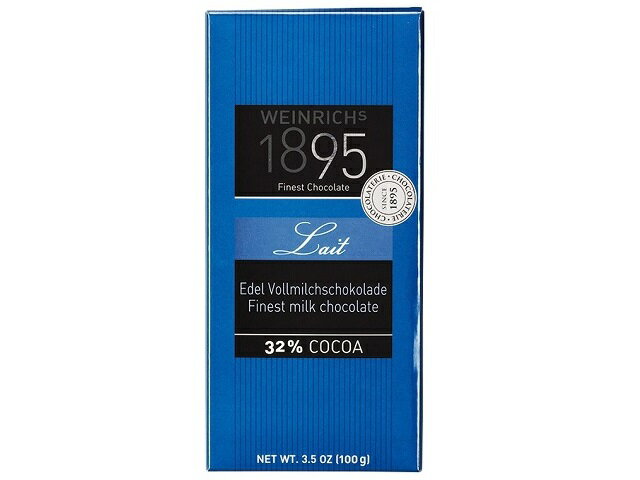 WEINRICHS
1895
Finest Chocolate
CHOCOLATERIE · CHOCOLATERIE ·
SINCE
1895
Lait
Edel Vollmilchschokolade
Finest milk chocolate
32% COCOA
NET WT. 3.5 OZ (100g)